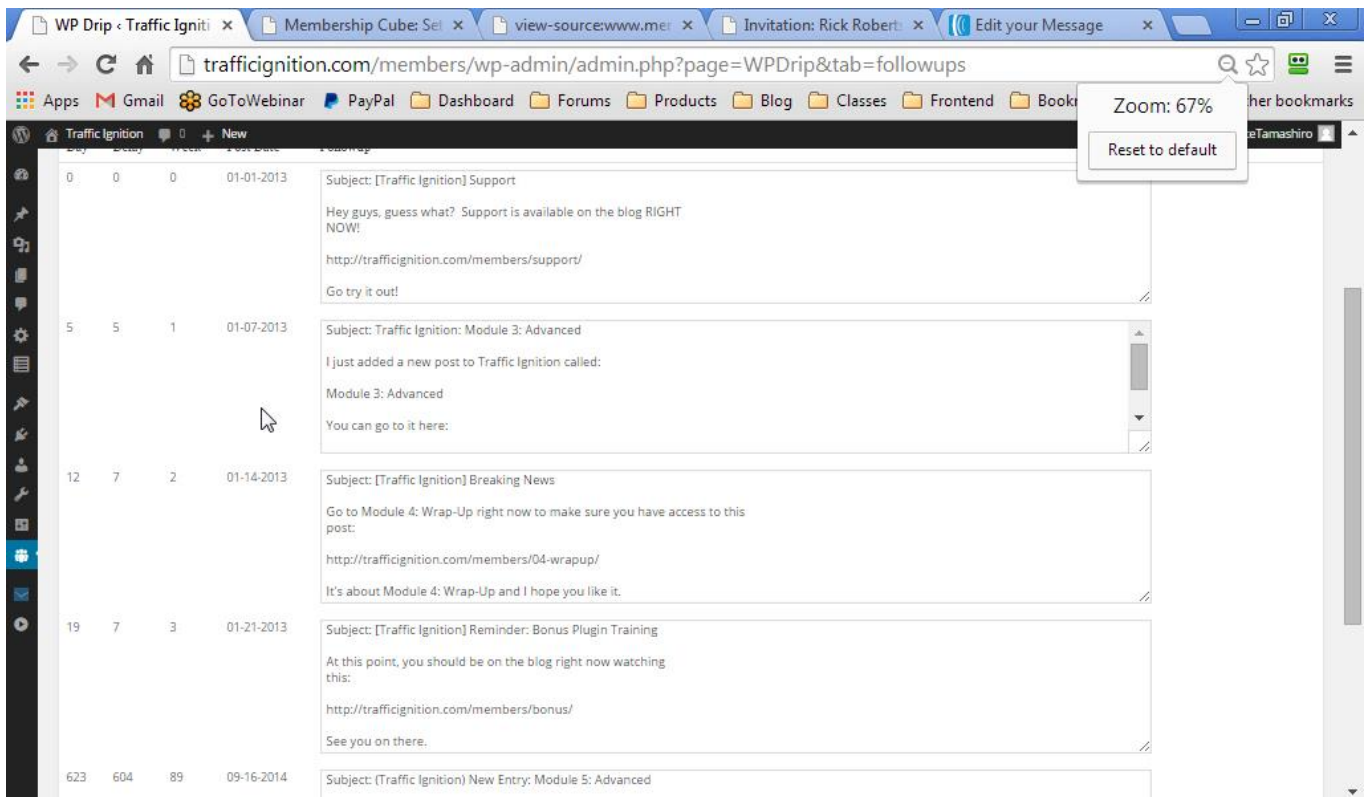 WP Drip ‹ Traffic Igniti
Membership Cube: Set
view-source:www.mer
Invitation: Rick Robert
Edit your Message
trafficignition.com/members/wp-admin/admin.php?page=WPDrip&tab=followups
Apps Gmail GoToWebinar PayPal Dashboard Forums Products Blog Classes Frontend Bookr her bookmarks
Zoom: 67%
Reset to default
Traffic Ignition 0 + New eTamashiro
Day Delay Week Post Date Followup
0 0 0 01-01-2013 Subject: [Traffic Ignition] Support
Hey guys, guess what? Support is available on the blog RIGHT
NOW!
http://trafficignition.com/members/support/
Go try it out!
5 5 1 01-07-2013 Subject: Traffic Ignition: Module 3: Advanced
I just added a new post to Traffic Ignition called:
Module 3: Advanced
You can go to it here:
12 7 2 01-14-2013 Subject: [Traffic Ignition] Breaking News
Go to Module 4: Wrap-Up right now to make sure you have access to this
post:
http://trafficignition.com/members/04-wrapup/
It's about Module 4: Wrap-Up and I hope you like it.
19 7 3 01-21-2013 Subject: [Traffic Ignition] Reminder: Bonus Plugin Training
At this point, you should be on the blog right now watching
this:
http://trafficignition.com/members/bonus/
See you on there.
623 604 89 09-16-2014 Subject: (Traffic Ignition) New Entry: Module 5: Advanced